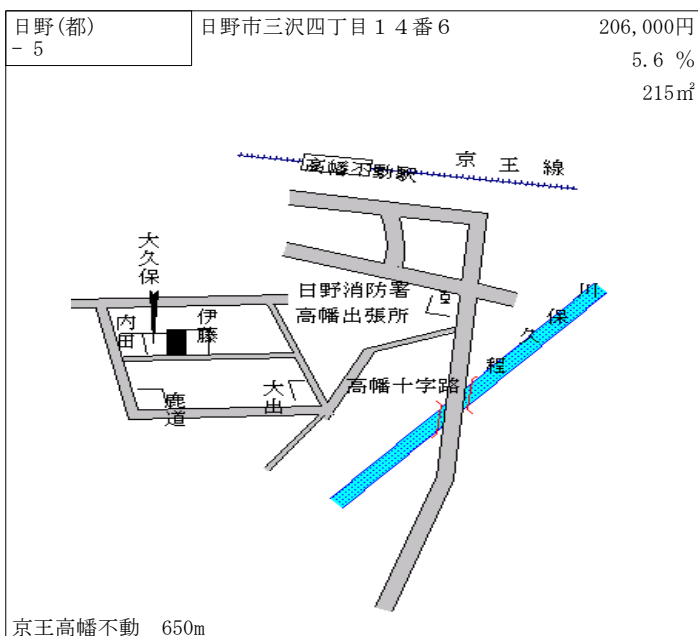 日野(都)
- 5
日野市三沢四丁目１４番６
206,000円
5.6 %
215㎡
高幡不動駅
京王線
大久保
日野消防署
高幡出張所
内田
伊藤
程久保川
大出
鹿道
高幡十字路
京王高幡不動 650m